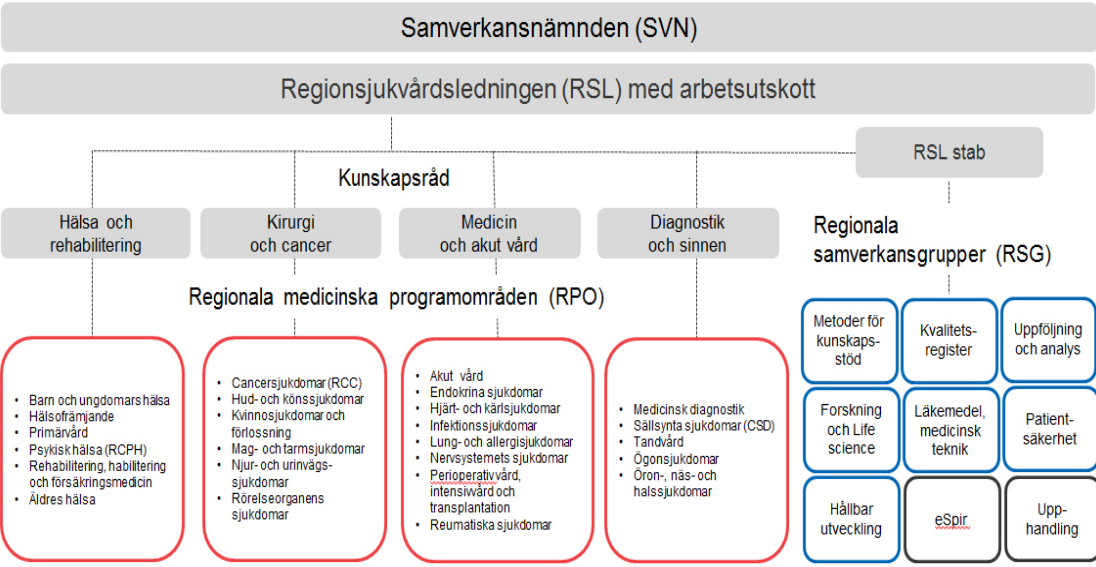 Samverkansnämnden (SVN)
Regionsjukvårdsledningen (RSL) med arbetsutskott
RSL stab
Kunskapsråd
Hälsa och
rehabilitering
Kirurgi
och cancer
Medicin
och akut vård
Diagnostik
och sinnen
Regionala
samverkansgrupper (RSG)
Regionala medicinska programområden (RPO)
• Barn och ungdomars hälsa
• Hälsofrämjande
• Primärvård
• Psykisk hälsa (RCPH)
• Rehabilitering, habilitering
och försäkringsmedicin
• Äldres hälsa
• Cancersjukdomar (RCC)
• Hud- och könssjukdomar
• Kvinnosjukdomar och
förlossning
• Mag- och tarmsjukdomar
• Njur- och urinvägs-
sjukdomar
• Rörelseorganens
sjukdomar
• Akut vård
• Endokrina sjukdomar
• Hjärt- och kärlsjukdomar
• Infektionssjukdomar
• Lung- och allergisjukdomar
• Nervsystemets sjukdomar
• Perioperativ vård,
intensivård och
transplantation
• Reumatiska sjukdomar
• Medicinsk diagnostik
• Sällsynta sjukdomar (CSD)
• Tandvård
• Ögonsjukdomar
• Öron-, näs- och
halssjukdomar
Metoder för
kunskaps-
stöd
Kvalitets-
register
Uppföljning
och analys
Forskning
och Life
science
Läkemedel,
medicinsk
teknik
Patient-
säkerhet
Hållbar
utveckling
eSpir
Upp-
handling